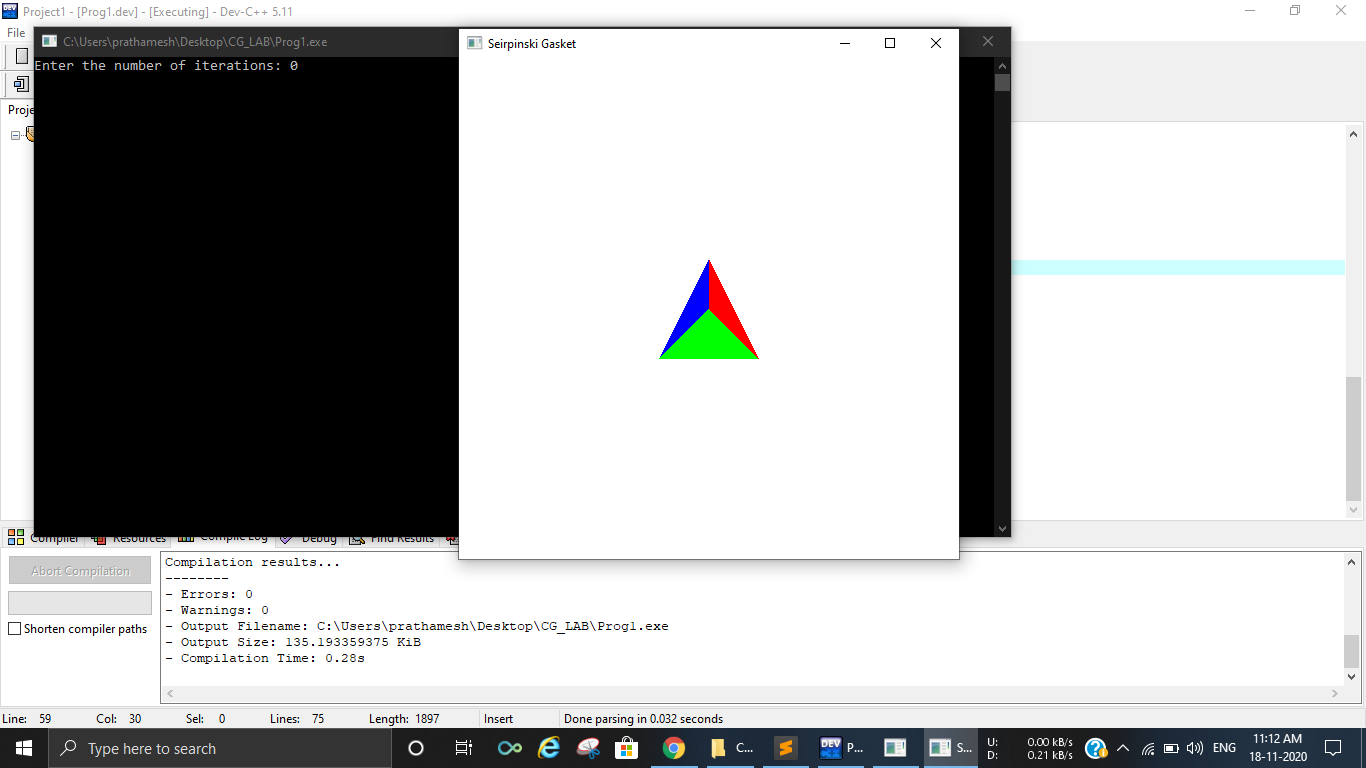 Project1 - [Prog1.dev] - [Executing] - Dev-C++ 5.11
File
C:\Users\prathamesh\Desktop\CG_LAB\Prog1.exe
Seirpinski Gasket
Enter the number of iterations: 0
Proje
Compiler Resources Compile Log Debug Find Results
Abort Compilation
Shorten compiler paths
Compilation results...
--------
- Errors: 0
- Warnings: 0
- Output Filename: C:\Users\prathamesh\Desktop\CG_LAB\Prog1.exe
- Output Size: 135.193359375 KiB
- Compilation Time: 0.28s
Line: 59 Col: 30 Sel: 0 Lines: 75 Length: 1897 Insert Done parsing in 0.032 seconds
Type here to search
C...
DEV
P...
S...
U: 0.00 kB/s
D: 0.21 kB/s
ENG
11:12 AM
18-11-2020